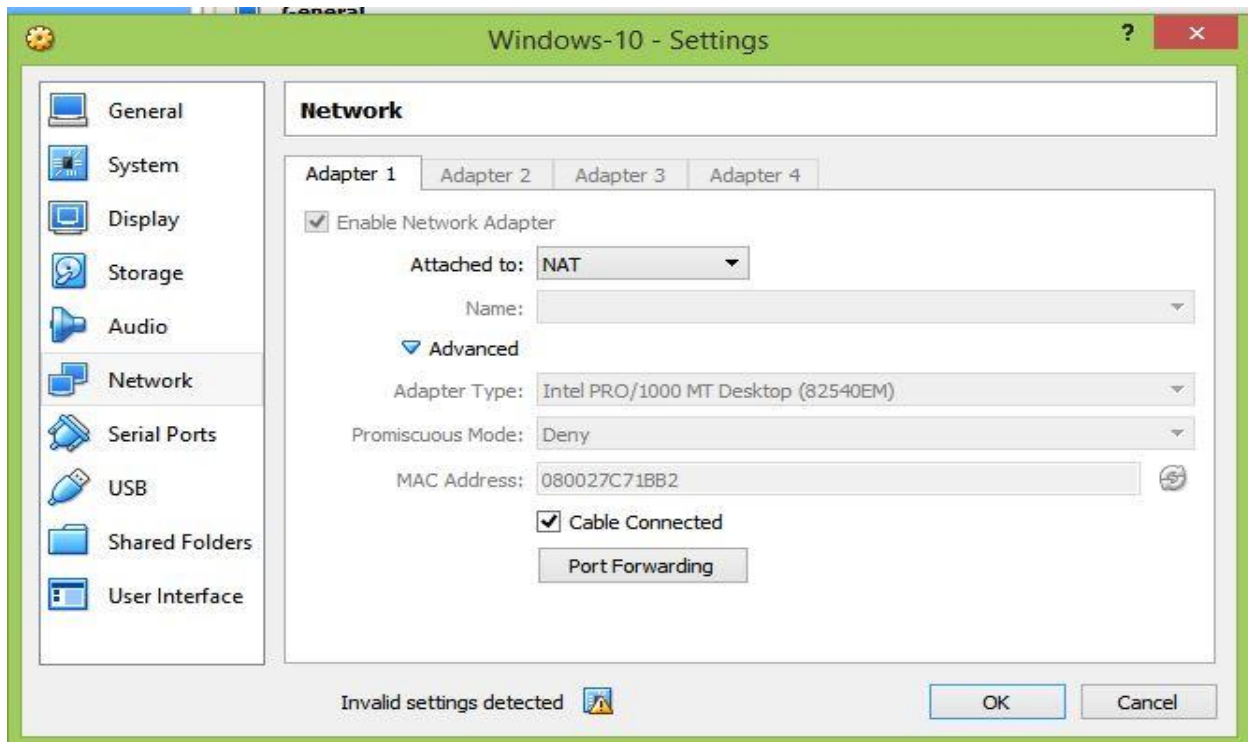 General
Windows-10 - Settings
?
General
System
Display
Storage
Audio
Network
Serial Ports
USB
Shared Folders
User Interface
Network
Adapter 1 Adapter 2 Adapter 3 Adapter 4
Enable Network Adapter
Attached to: NAT
Name:
Advanced
Adapter Type: Intel PRO/1000 MT Desktop (82540EM)
Promiscuous Mode: Deny
MAC Address: 080027C71BB2
Cable Connected
Port Forwarding
Invalid settings detected
OK Cancel